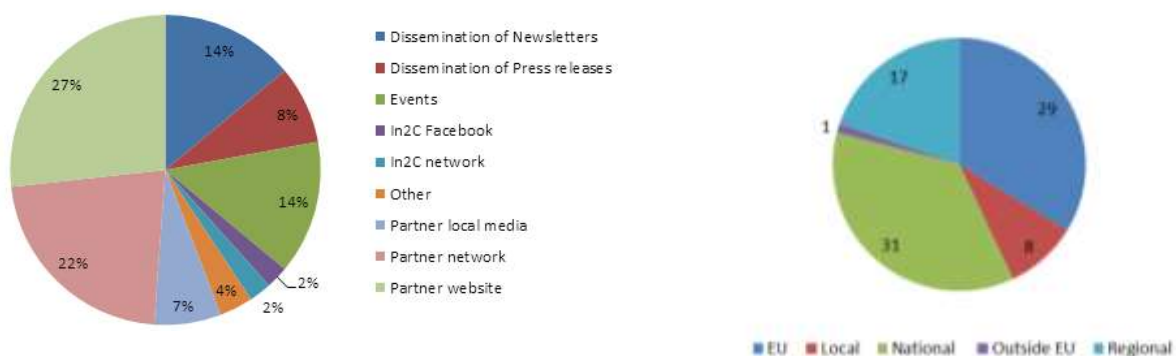 14%
8%
14%
2%
2%
4%
7%
22%
27%
Dissemination of Newsletters
Dissemination of Press releases
Events
In2C Facebook
In2C network
Other
Partner local media
Partner network
Partner website
29
8
31
1
17
EU Local National Outside EU Regional